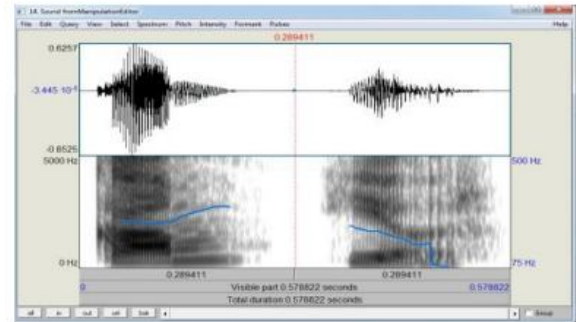 14. Sound fromManipulationEditor
File Edit Query View Select Spectrum Pitch Intensity Formant Pulses Help
0.289411
0.6257
-3.445·10⁻⁵
-0.6525
5000 Hz 500 Hz
0 Hz 75 Hz
0.289411 0.289411
0 Visible part 0.578822 seconds 0.578822
Total duration 0.578822 seconds
all in out sel bak Group